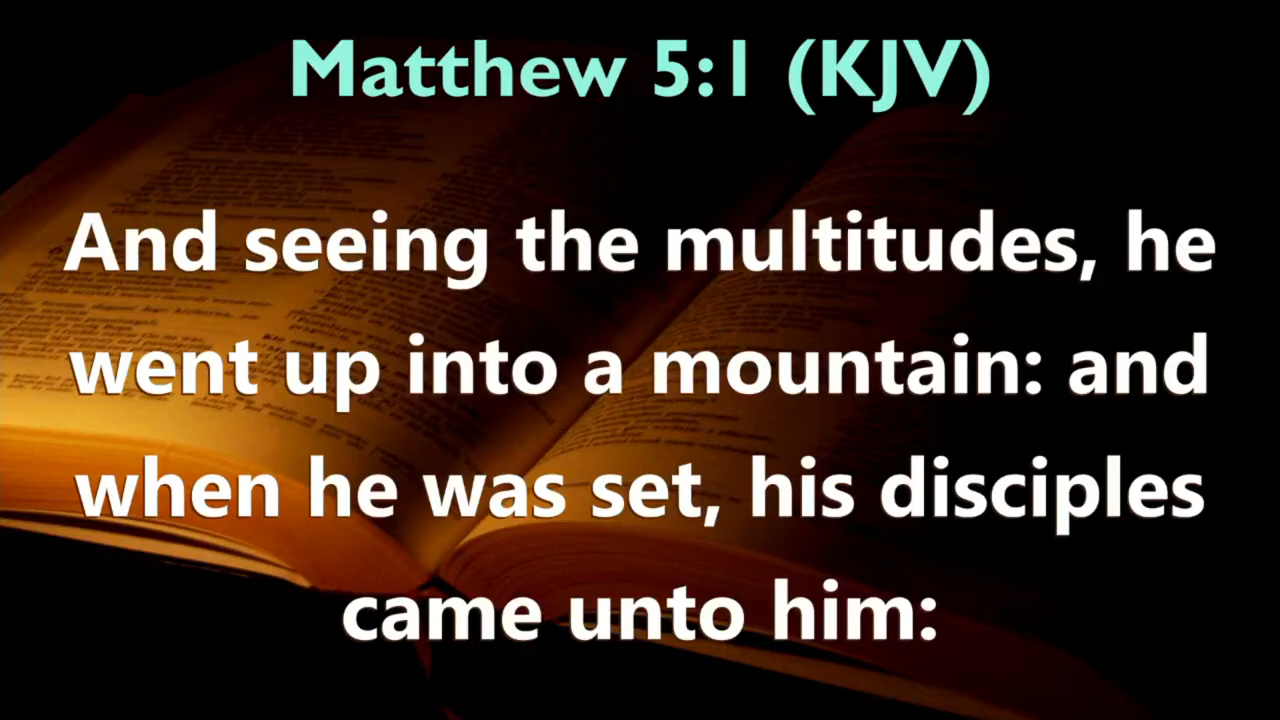 Matthew 5:1 (KJV)
And seeing the multitudes, he
went up into a mountain: and
when he was set, his disciples
came unto him: